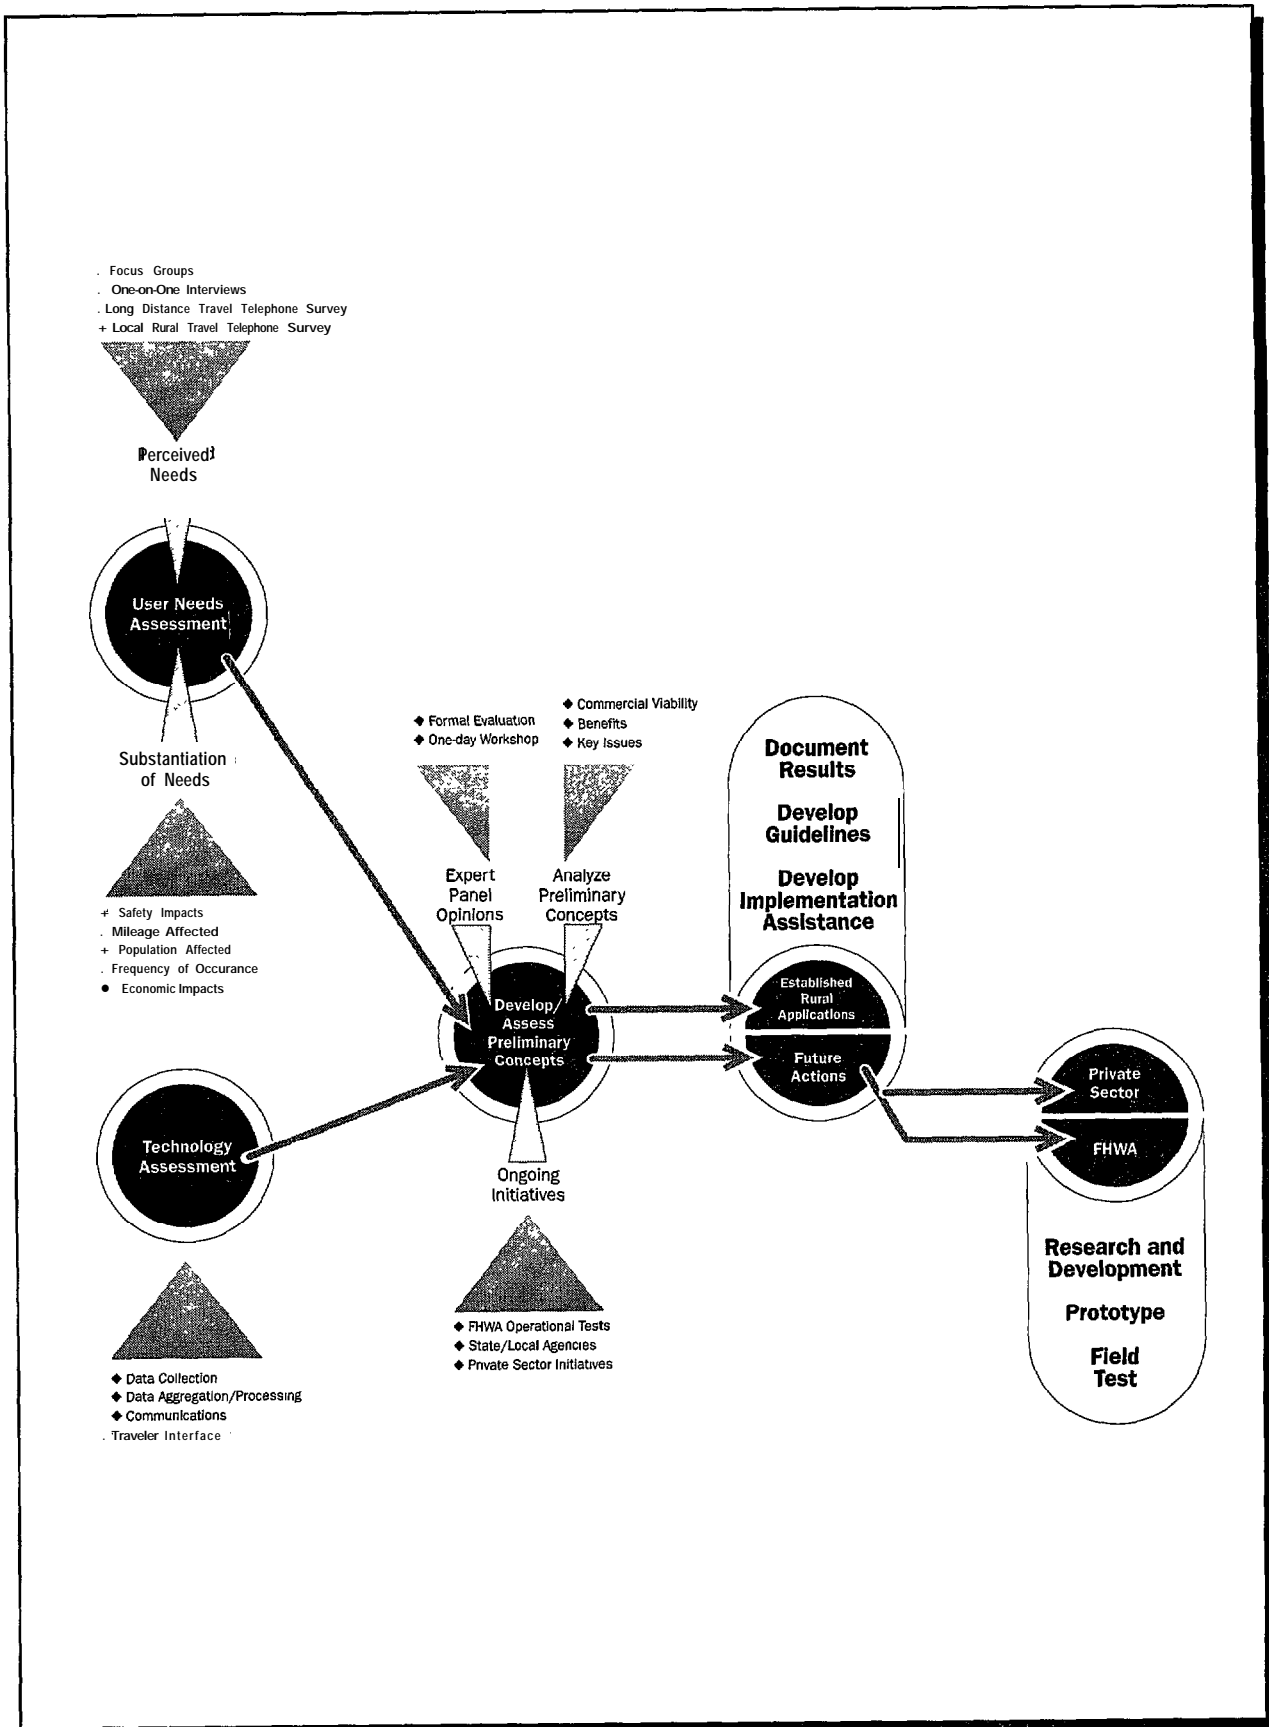 . Focus Groups
. One-on-One Interviews
. Long Distance Travel Telephone Survey
+ Local Rural Travel Telephone Survey
Perceived
Needs
User Needs
Assessment
Substantiation
of Needs
+ Safety Impacts
. Mileage Affected
+ Population Affected
. Frequency of Occurance
● Economic Impacts
Technology
Assessment
◆ Data Collection
◆ Data Aggregation/Processing
◆ Communications
. Traveler Interface
◆ Formal Evaluation
◆ One-day Workshop
◆ Commercial Viability
◆ Benefits
◆ Key Issues
Expert
Panel
Opinions
Analyze
Preliminary
Concepts
Develop/
Assess
Preliminary
Concepts
Ongoing
Initiatives
◆ FHWA Operational Tests
◆ State/Local Agencies
◆ Private Sector Initiatives
Document
Results
Develop
Guidelines
Develop
Implementation
Assistance
Established
Rural
Applications
Future
Actions
Private
Sector
FHWA
Research and
Development
Prototype
Field
Test